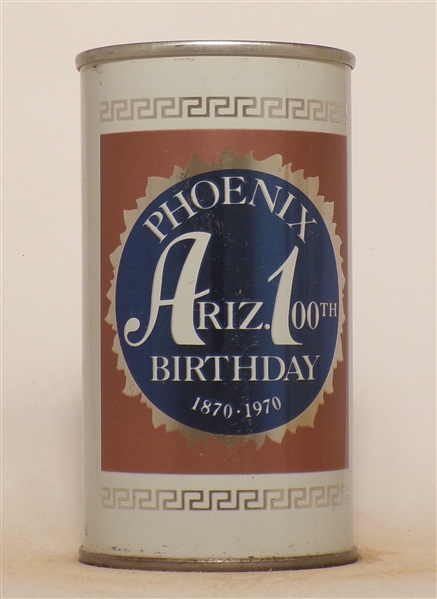 PHOENIX
ARIZ. 100TH
BIRTHDAY
1870 · 1970